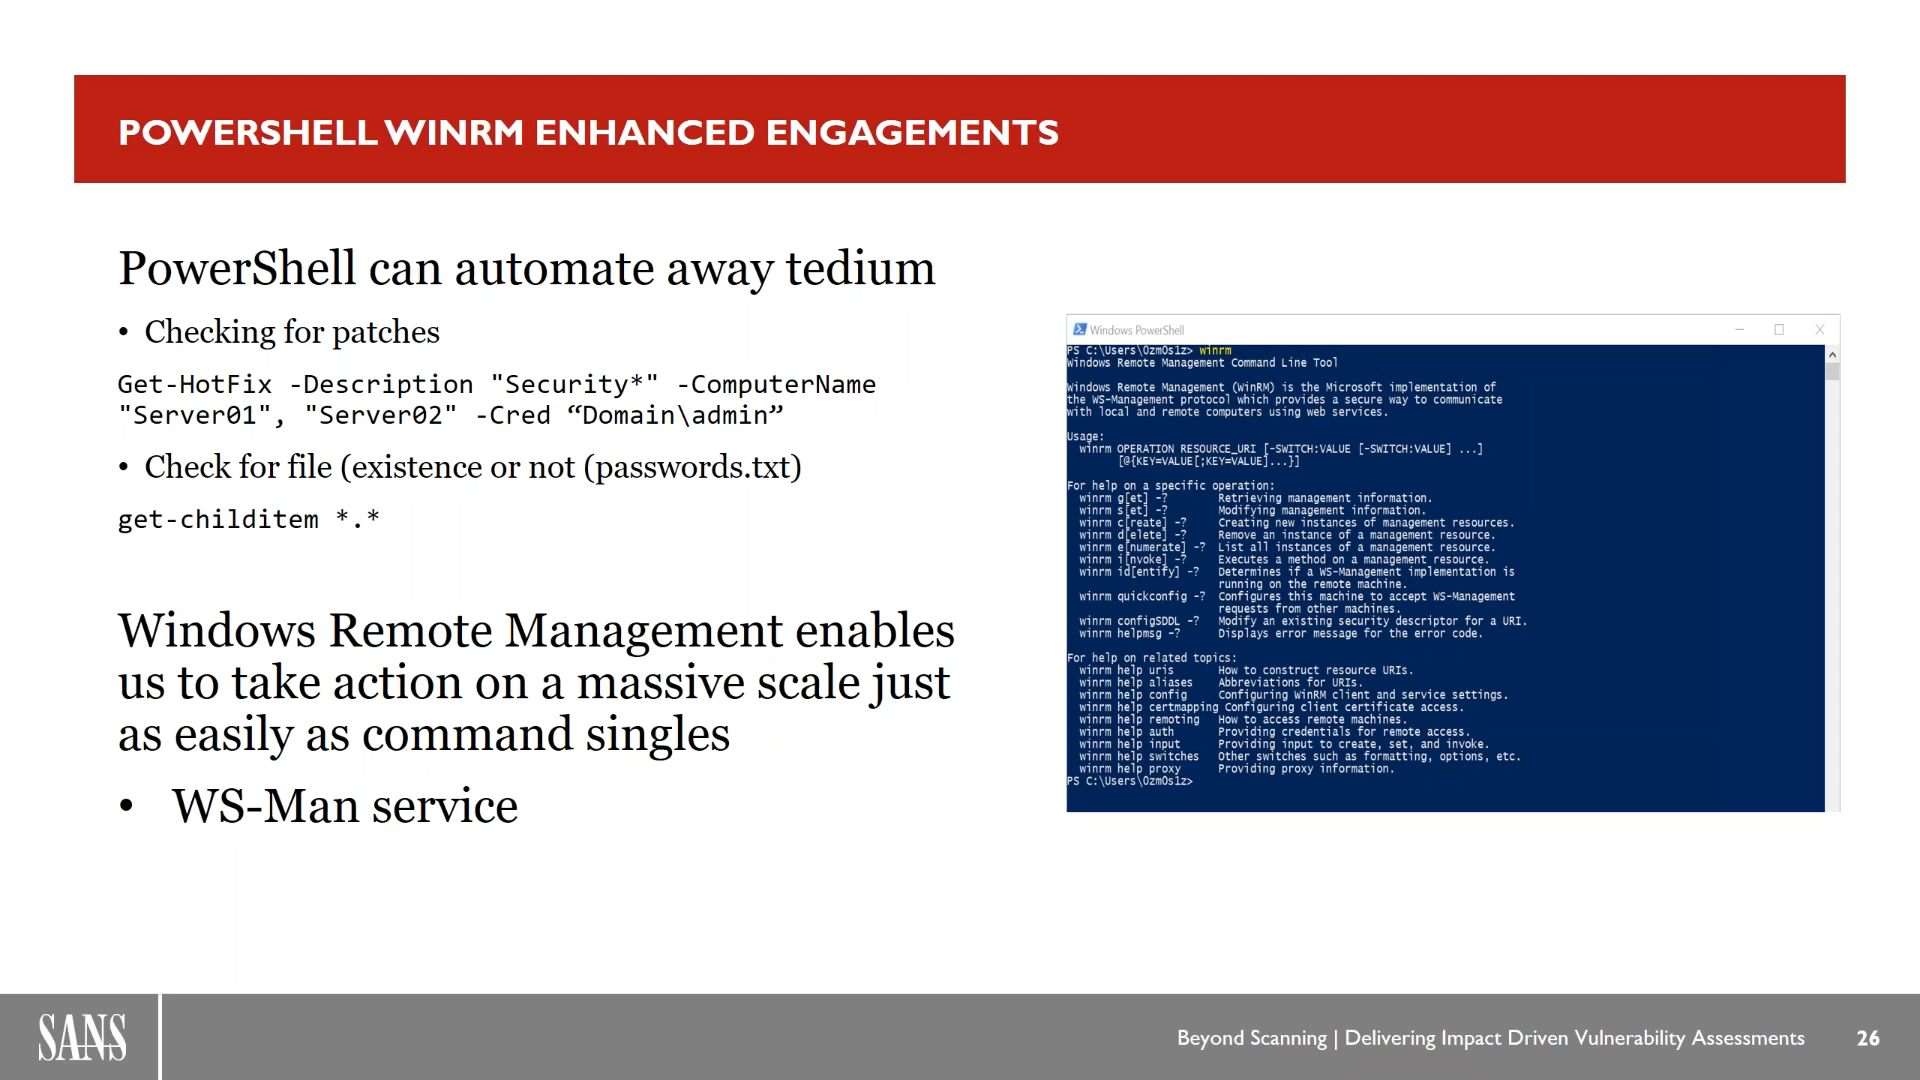 POWERSHELL WINRM ENHANCED ENGAGEMENTS
PowerShell can automate away tedium
• Checking for patches
Get-HotFix -Description "Security*" -ComputerName
"Server01", "Server02" -Cred “Domain\admin”
• Check for file (existence or not (passwords.txt)
get-childitem *.*
Windows Remote Management enables
us to take action on a massive scale just
as easily as command singles
• WS-Man service
Windows PowerShell
PS C:\Users\0zm0s1z> winrm
Windows Remote Management Command Line Tool
Windows Remote Management (WinRM) is the Microsoft implementation of
the WS-Management protocol which provides a secure way to communicate
with local and remote computers using web services.
Usage:
winrm OPERATION RESOURCE_URI [-SWITCH:VALUE [-SWITCH:VALUE] ...]
[@{KEY=VALUE[;KEY=VALUE]...}]
For help on a specific operation:
winrm g[et] -? Retrieving management information.
winrm s[et] -? Modifying management information.
winrm c[reate] -? Creating new instances of management resources.
winrm d[elete] -? Remove an instance of a management resource.
winrm e[numerate] -? List all instances of a management resource.
winrm i[nvoke] -? Executes a method on a management resource.
winrm id[entify] -? Determines if a WS-Management implementation is
running on the remote machine.
winrm quickconfig -? Configures this machine to accept WS-Management
requests from other machines.
winrm configSDDL -? Modify an existing security descriptor for a URI.
winrm helpmsg -? Displays error message for the error code.
For help on related topics:
winrm help uris How to construct resource URIs.
winrm help aliases Abbreviations for URIs.
winrm help config Configuring WinRM client and service settings.
winrm help certmapping Configuring client certificate access.
winrm help remoting How to access remote machines.
winrm help auth Providing credentials for remote access.
winrm help input Providing input to create, set, and invoke.
winrm help switches Other switches such as formatting, options, etc.
winrm help proxy Providing proxy information.
PS C:\Users\0zm0s1z>
SANS
Beyond Scanning | Delivering Impact Driven Vulnerability Assessments
26